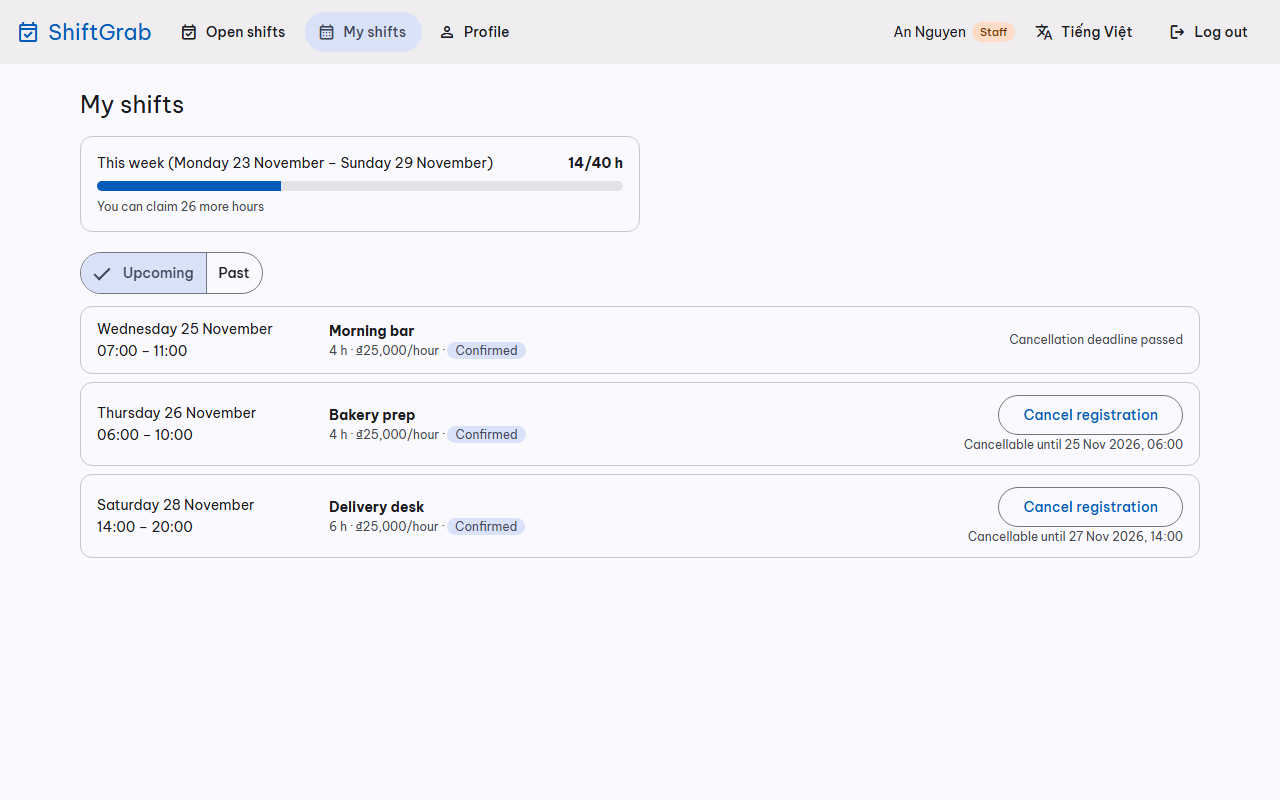 ShiftGrab
Open shifts
My shifts
Profile
An Nguyen
Staff
Tiếng Việt
Log out
My shifts
This week (Monday 23 November – Sunday 29 November)
14/40 h
You can claim 26 more hours
Upcoming
Past
Wednesday 25 November
07:00 – 11:00
Morning bar
4 h · ₫25,000/hour · Confirmed
Cancellation deadline passed
Thursday 26 November
06:00 – 10:00
Bakery prep
4 h · ₫25,000/hour · Confirmed
Cancel registration
Cancellable until 25 Nov 2026, 06:00
Saturday 28 November
14:00 – 20:00
Delivery desk
6 h · ₫25,000/hour · Confirmed
Cancel registration
Cancellable until 27 Nov 2026, 14:00